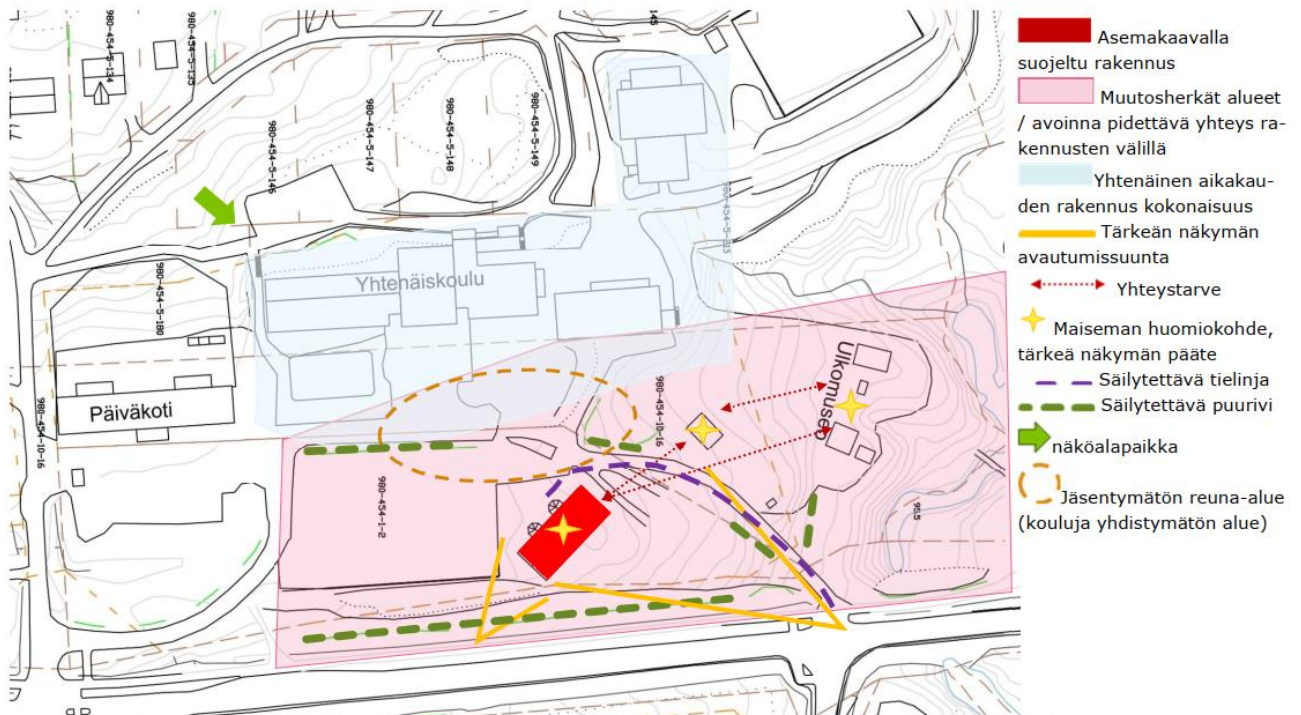 145
980-454-5-134
980-454-5-135
980-454-5-146
980-454-5-147
980-454-5-148
980-454-5-149
980-454-5-180
Yhtenäiskoulu
Päiväkoti
980-454-10-16
980-454-1-2
980-454-10-16
Ulkomuseo
95.5
Asemakaavalla
suojeltu rakennus
Muutosherkät alueet
/ avoinna pidettävä yhteys ra-
kennusten välillä
Yhtenäinen aikakau-
den rakennus kokonaisuus
Tärkeän näkymän
avautumissuunta
Yhteystarve
Maiseman huomiokohde,
tärkeä näkymän pääte
Säilytettävä tielinja
Säilytettävä puurivi
näköalapaikka
Jäsentymätön reuna-alue
(kouluja yhdistymätön alue)